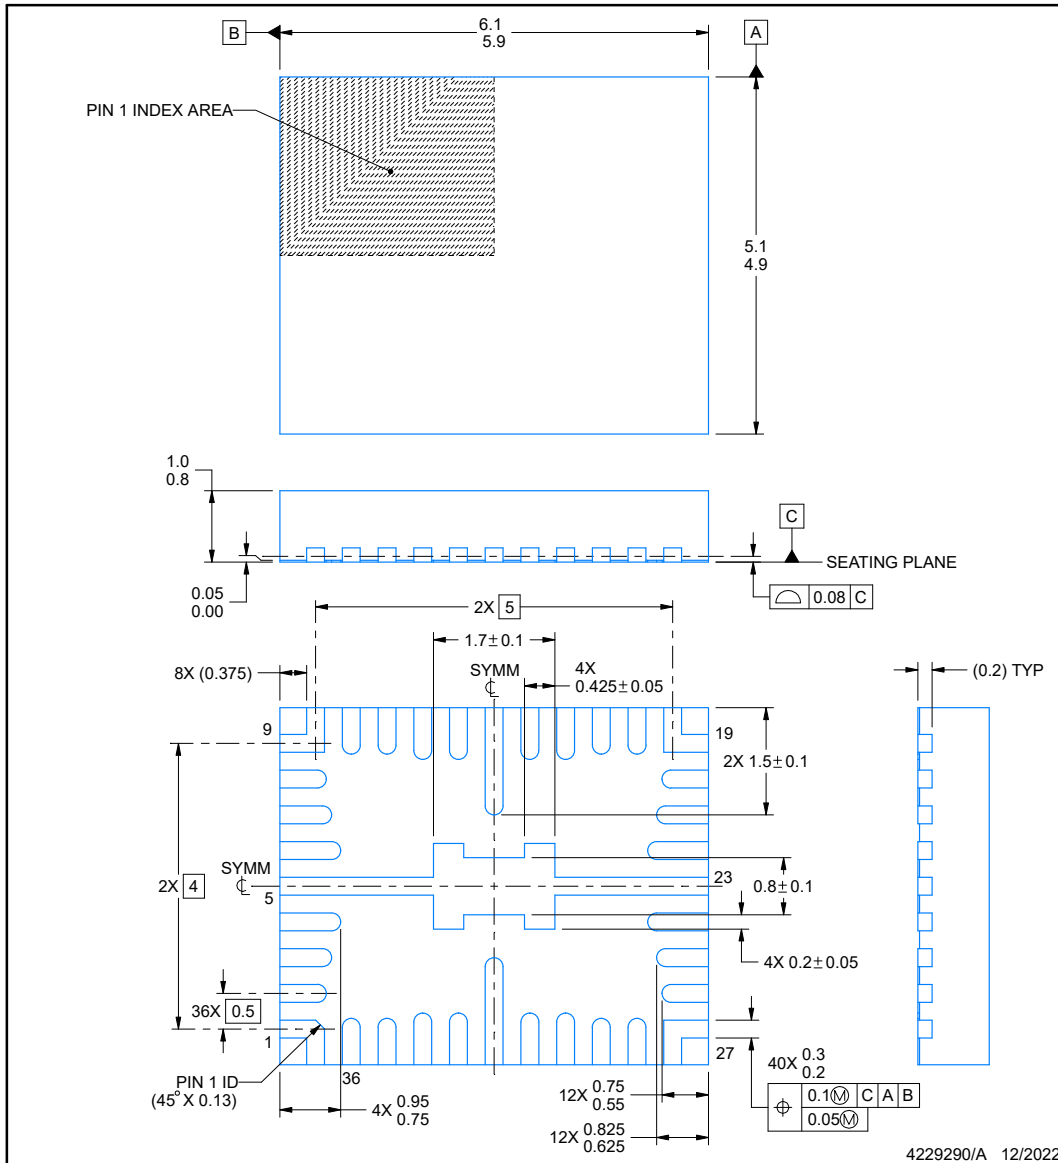 B
6.1
5.9
A
PIN 1 INDEX AREA
5.1
4.9
1.0
0.8
C
SEATING PLANE
0.05
0.00
0.08 C
2X 5
1.7±0.1
8X (0.375)
SYMM
℄
4X
0.425±0.05
(0.2) TYP
9
19
2X 1.5±0.1
SYMM
℄
23
2X 4
5
0.8±0.1
4X 0.2±0.05
36X 0.5
1
27
36
40X 0.3
0.2
PIN 1 ID
(45° X 0.13)
4X 0.95
0.75
12X 0.75
0.55
12X 0.825
0.625
⌖ 0.1Ⓜ C A B
0.05Ⓜ
4229290/A 12/2022